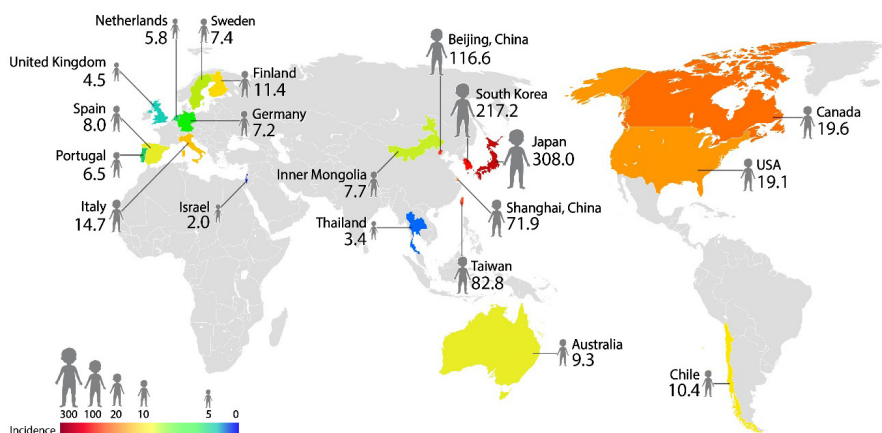 Netherlands
5.8
Sweden
7.4
United Kingdom
4.5
Finland
11.4
Spain
8.0
Germany
7.2
Portugal
6.5
Italy
14.7
Israel
2.0
Beijing, China
116.6
South Korea
217.2
Japan
308.0
Inner Mongolia
7.7
Shanghai, China
71.9
Thailand
3.4
Taiwan
82.8
Canada
19.6
USA
19.1
Australia
9.3
Chile
10.4
300 100 20 10 5 0
Incidence